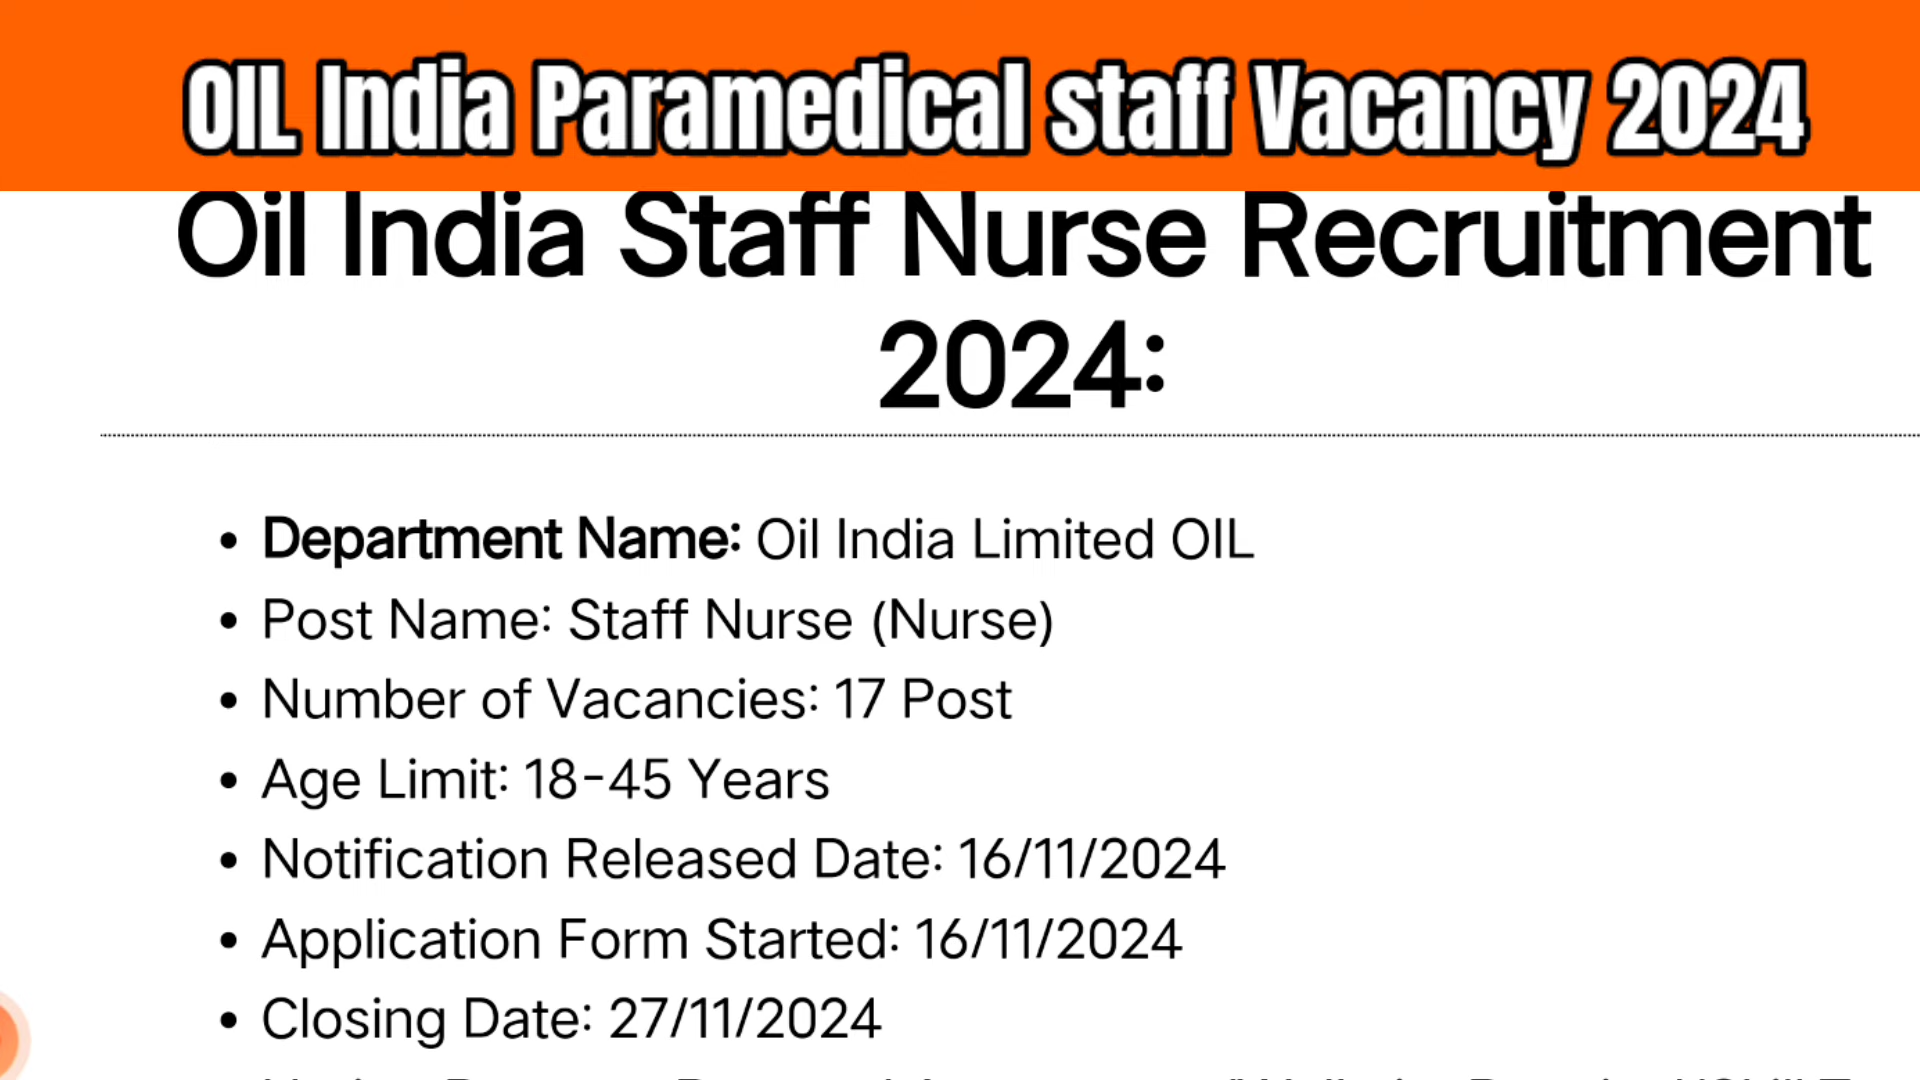 OIL India Paramedical staff Vacancy 2024
Oil India Staff Nurse Recruitment
2024:
• Department Name: Oil India Limited OIL
• Post Name: Staff Nurse (Nurse)
• Number of Vacancies: 17 Post
• Age Limit: 18-45 Years
• Notification Released Date: 16/11/2024
• Application Form Started: 16/11/2024
• Closing Date: 27/11/2024